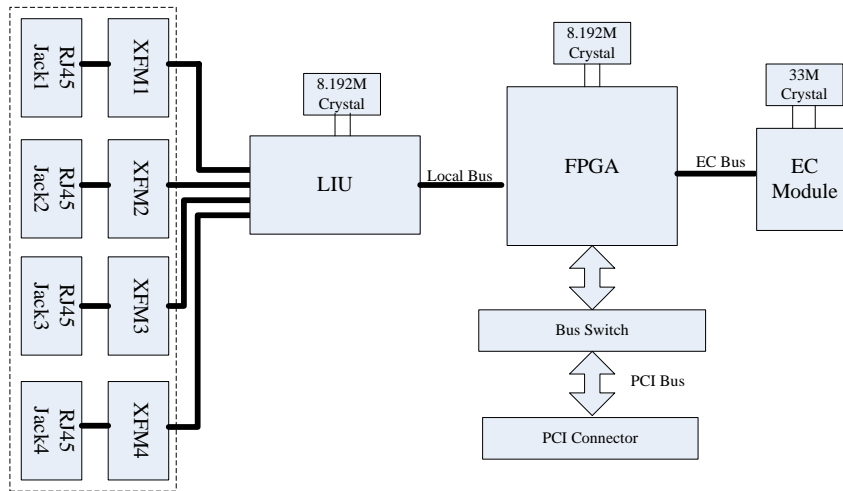 RJ45
Jack1
XFM1
RJ45
Jack2
XFM2
RJ45
Jack3
XFM3
RJ45
Jack4
XFM4
8.192M
Crystal
LIU
Local Bus
8.192M
Crystal
FPGA
EC Bus
33M
Crystal
EC
Module
Bus Switch
PCI Bus
PCI Connector